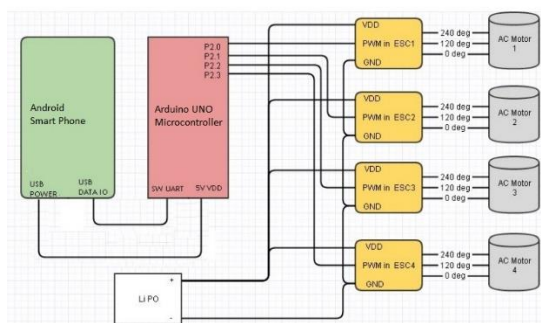 Android
Smart Phone
USB
POWER
USB
DATA IO
Arduino UNO
Microcontroller
P2.0
P2.1
P2.2
P2.3
SW UART
5V VDD
Li PO
+
-
VDD
PWM in ESC1
GND
240 deg
120 deg
0 deg
AC Motor
1
VDD
PWM in ESC2
GND
240 deg
120 deg
0 deg
AC Motor
2
VDD
PWM in ESC3
GND
240 deg
120 deg
0 deg
AC Motor
3
VDD
PWM in ESC4
GND
240 deg
120 deg
0 deg
AC Motor
4